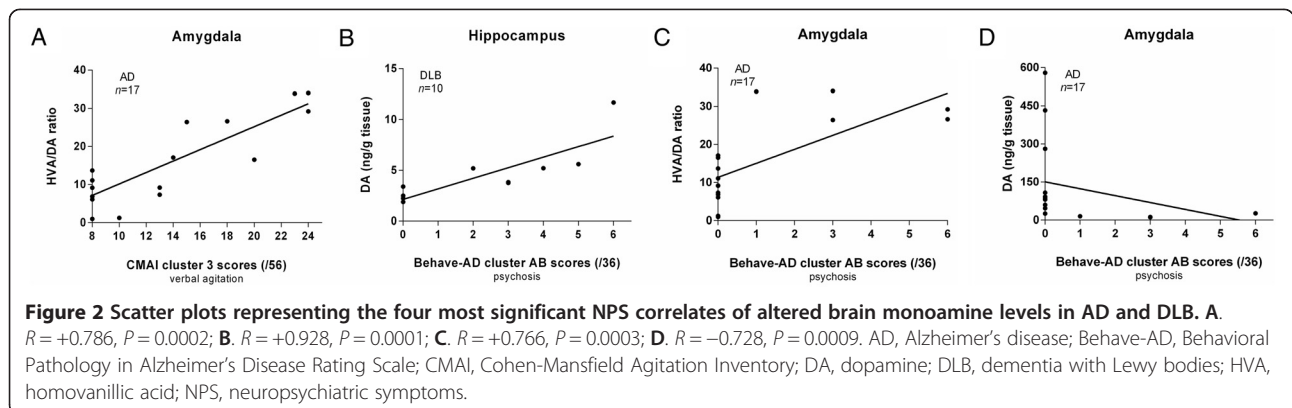 A
Amygdala
AD
n=17
HVA/DA ratio
40
30
20
10
0
8 10 12 14 16 18 20 22 24
CMAI cluster 3 scores (/56)
verbal agitation
B
Hippocampus
DLB
n=10
DA (ng/g tissue)
15
10
5
0
0 1 2 3 4 5 6
Behave-AD cluster AB scores (/36)
psychosis
C
Amygdala
AD
n=17
HVA/DA ratio
40
30
20
10
0
0 1 2 3 4 5 6
Behave-AD cluster AB scores (/36)
psychosis
D
Amygdala
AD
n=17
DA (ng/g tissue)
600
450
300
150
0
0 1 2 3 4 5 6
Behave-AD cluster AB scores (/36)
psychosis
Figure 2 Scatter plots representing the four most significant NPS correlates of altered brain monoamine levels in AD and DLB. A.
R = +0.786, P = 0.0002; B. R = +0.928, P = 0.0001; C. R = +0.766, P = 0.0003; D. R = −0.728, P = 0.0009. AD, Alzheimer's disease; Behave-AD, Behavioral
Pathology in Alzheimer's Disease Rating Scale; CMAI, Cohen-Mansfield Agitation Inventory; DA, dopamine; DLB, dementia with Lewy bodies; HVA,
homovanillic acid; NPS, neuropsychiatric symptoms.